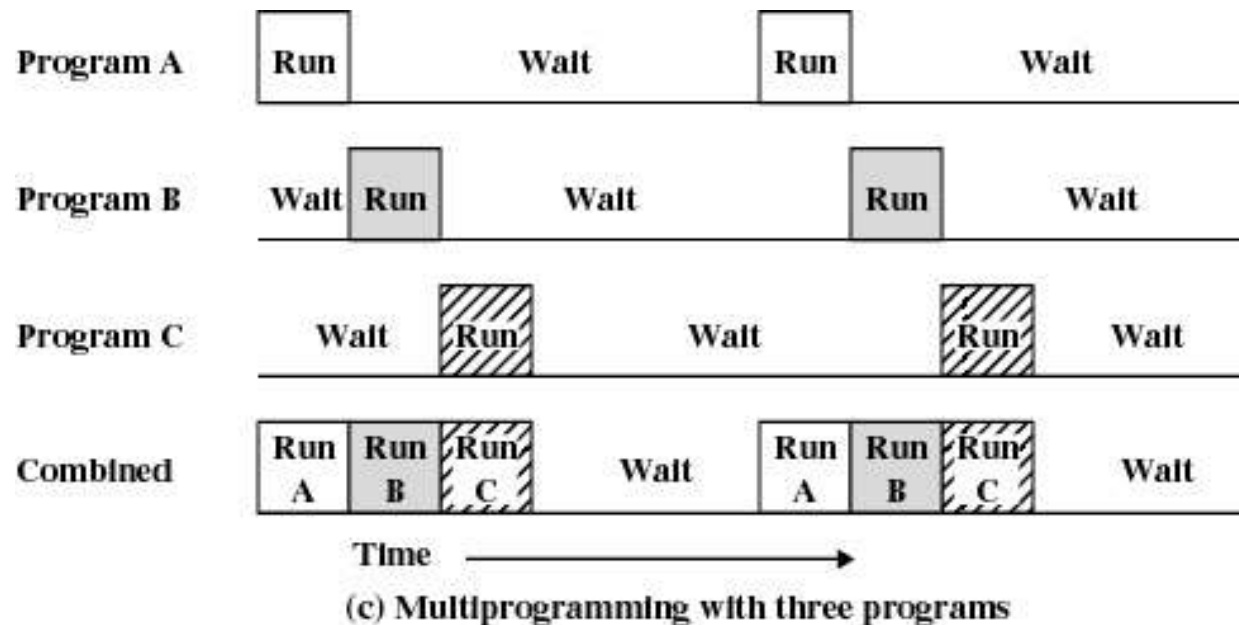 Program A Run Wait Run Wait
Program B Wait Run Wait Run Wait
Program C Wait Run Wait Run Wait
Combined Run A Run B Run C Wait Run A Run B Run C Wait
Time
(c) Multiprogramming with three programs